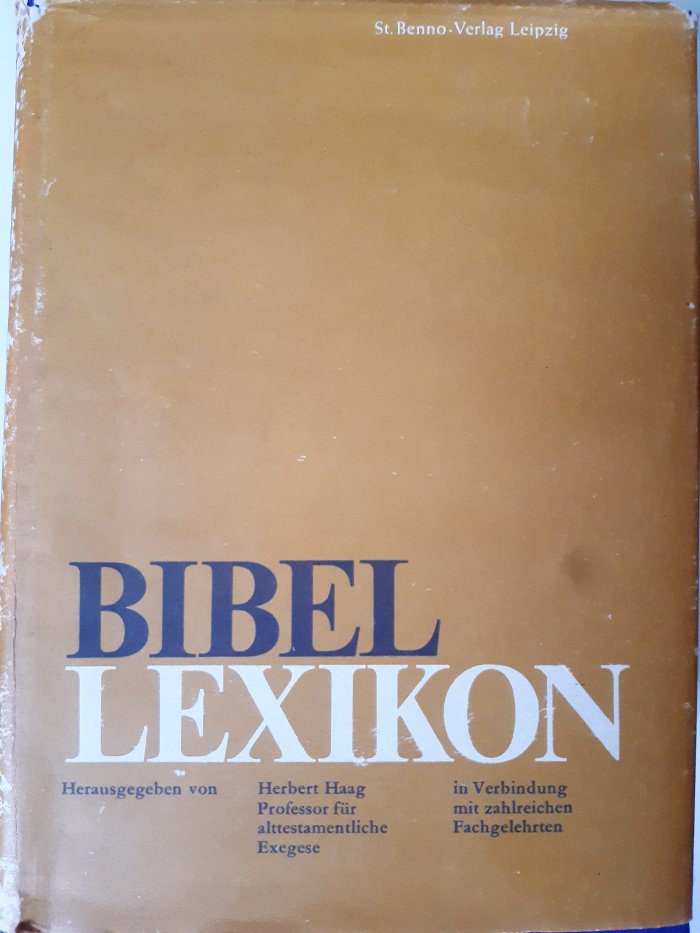 St. Benno-Verlag Leipzig
BIBEL
LEXIKON
Herausgegeben von
Herbert Haag
Professor für
alttestamentliche
Exegese
in Verbindung
mit zahlreichen
Fachgelehrten